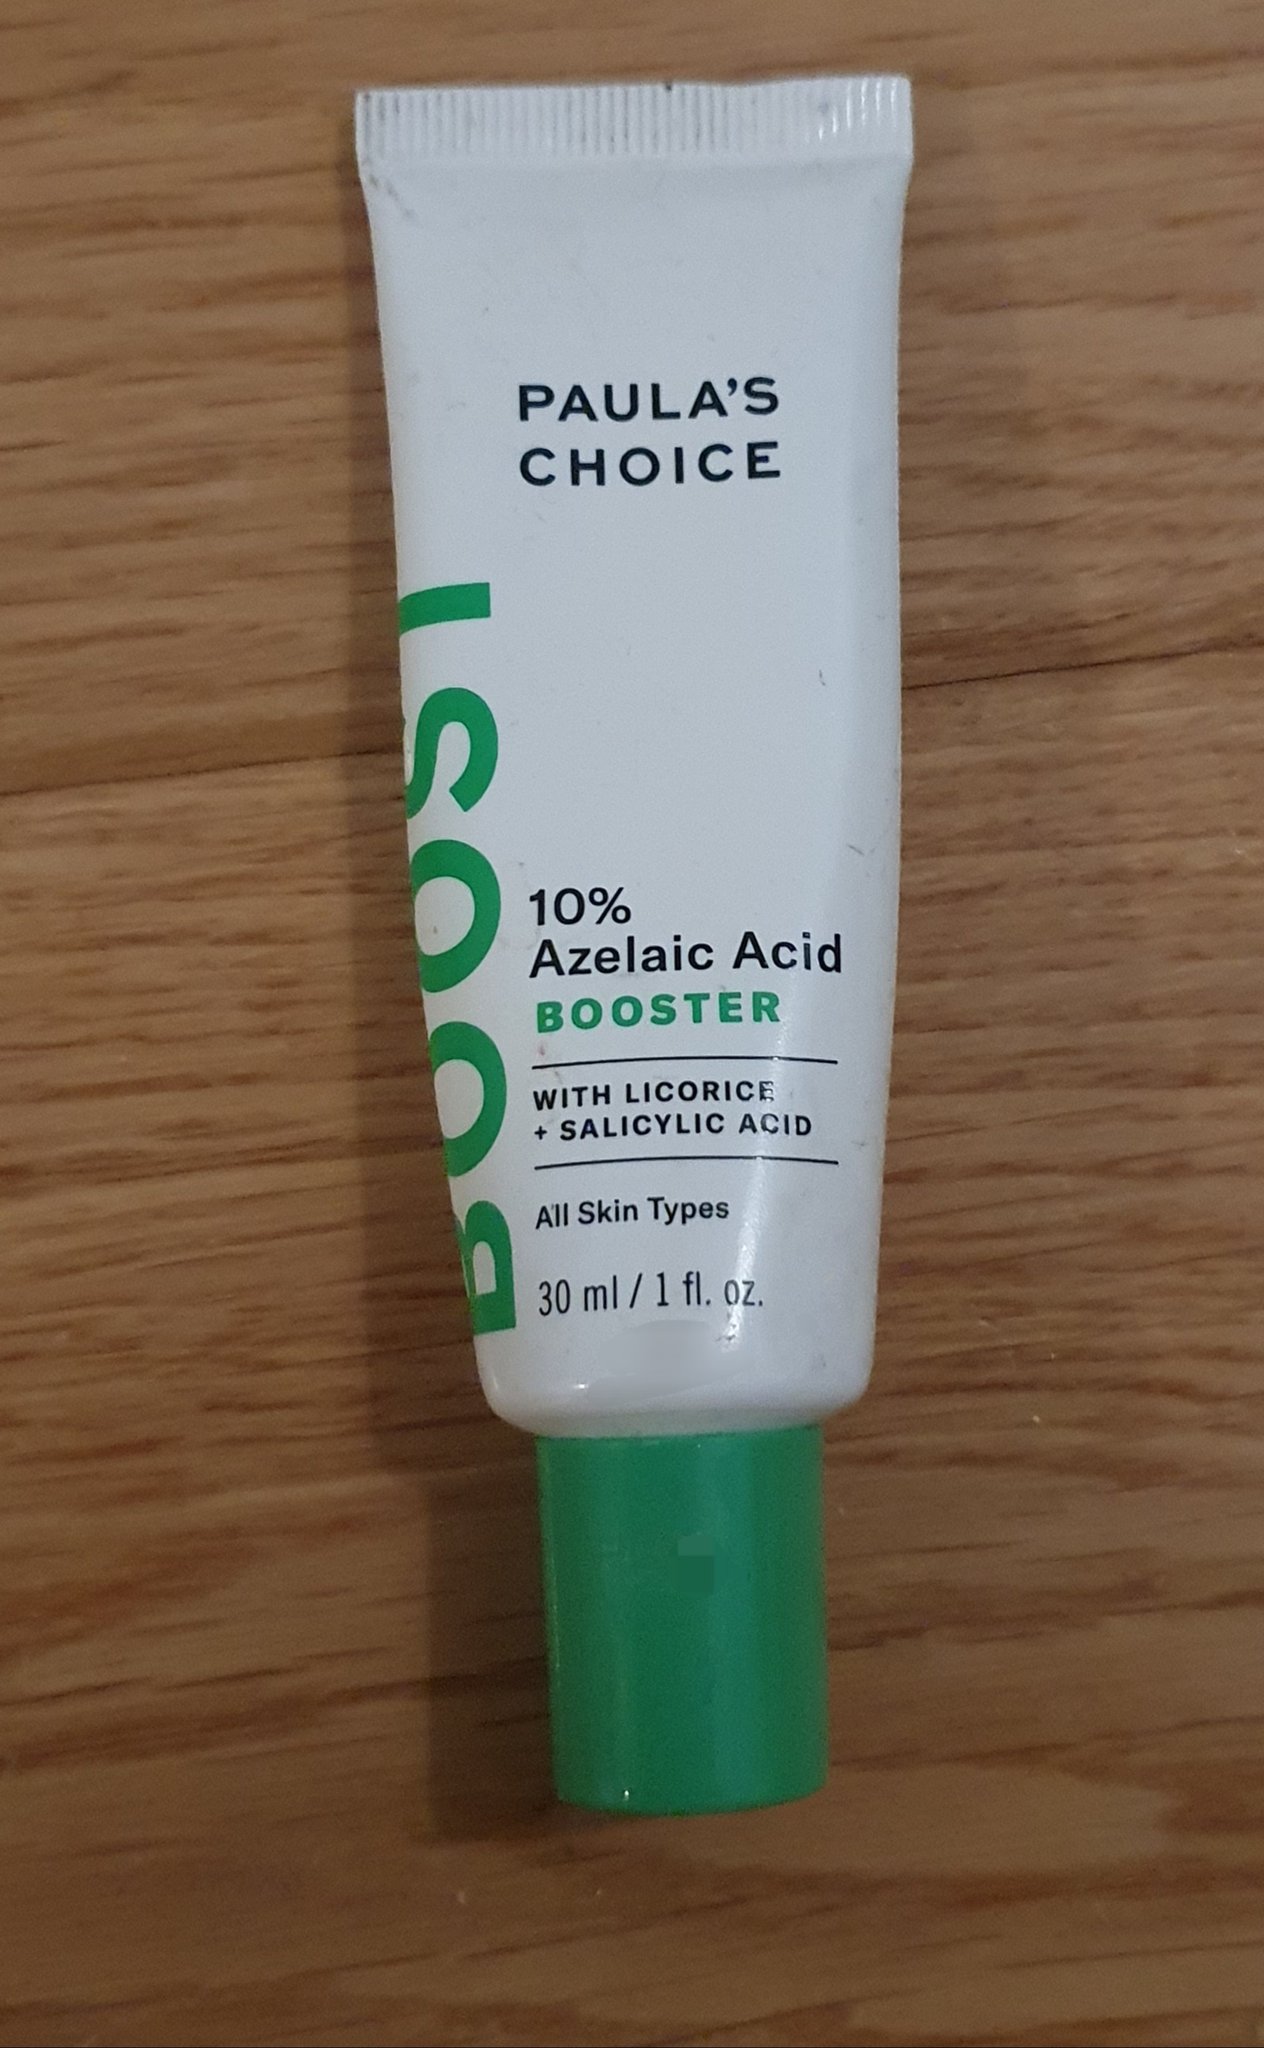 PAULA'S
CHOICE
BOOST
10%
Azelaic Acid
BOOSTER
WITH LICORICE
+ SALICYLIC ACID
All Skin Types
30 ml / 1 fl. oz.